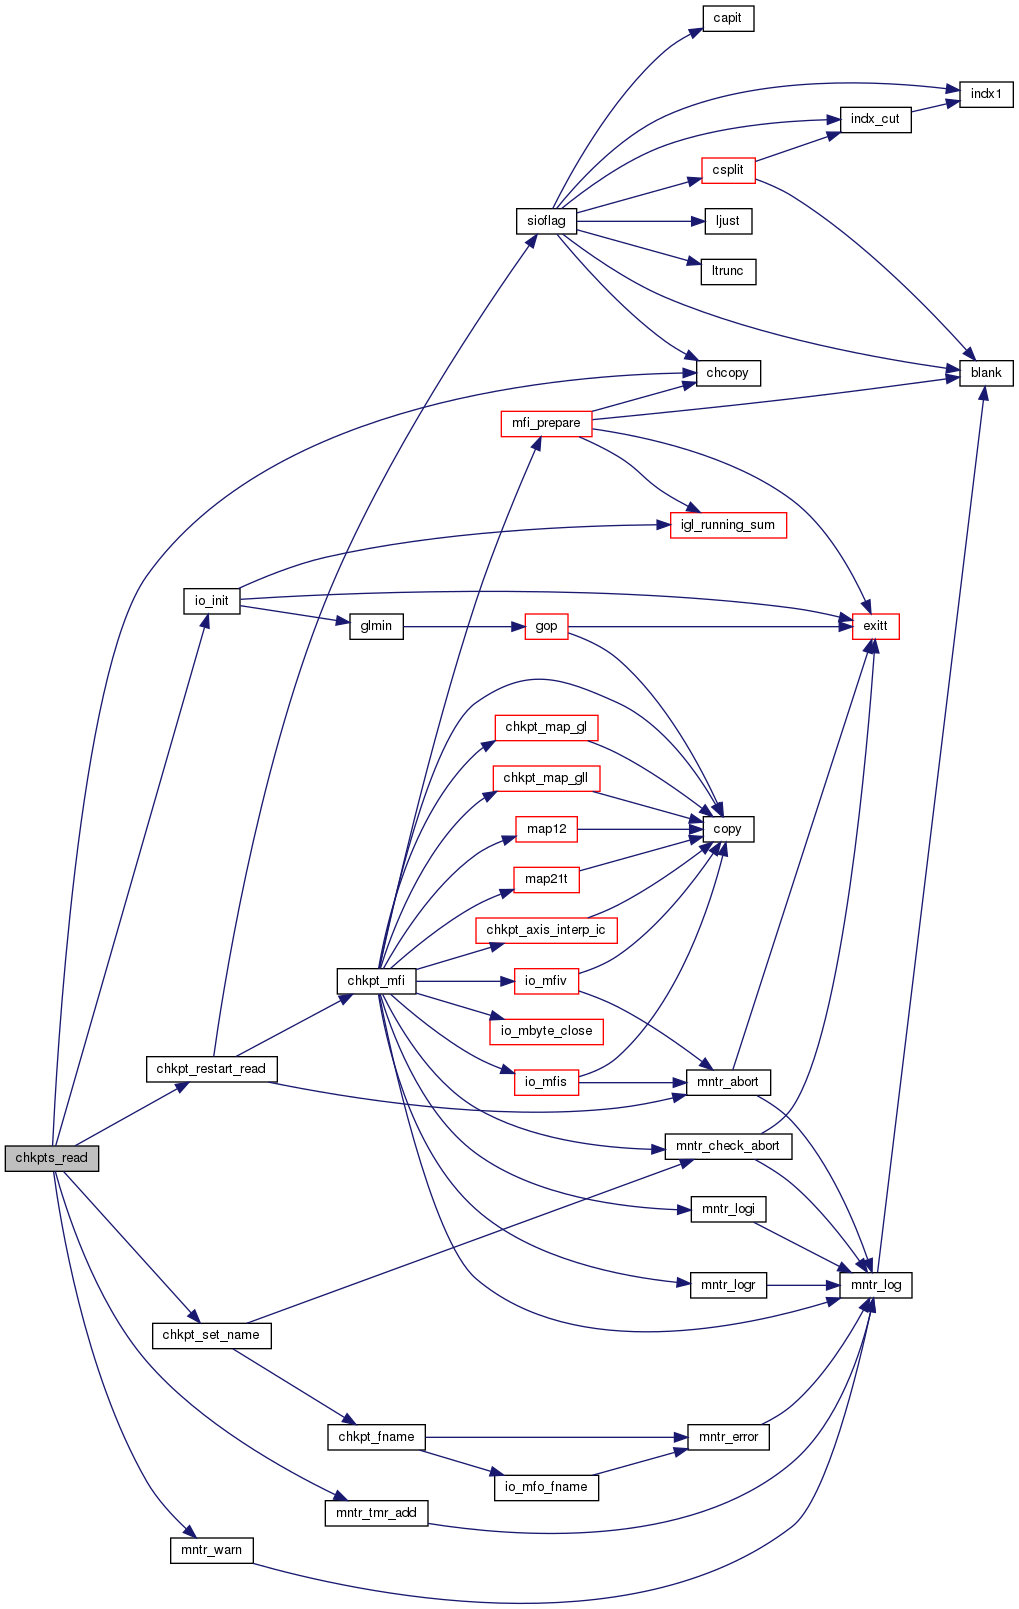 capit
indx1
indx_cut
csplit
sioflag
ljust
ltrunc
chcopy
blank
mfi_prepare
igl_running_sum
io_init
glmin
gop
exitt
chkpt_map_gl
chkpt_map_gll
map12
copy
map21t
chkpt_axis_interp_ic
chkpt_mfi
io_mfiv
io_mbyte_close
chkpt_restart_read
io_mfis
mntr_abort
mntr_check_abort
chkpts_read
mntr_logi
mntr_logr
mntr_log
chkpt_set_name
chkpt_fname
mntr_error
io_mfo_fname
mntr_tmr_add
mntr_warn